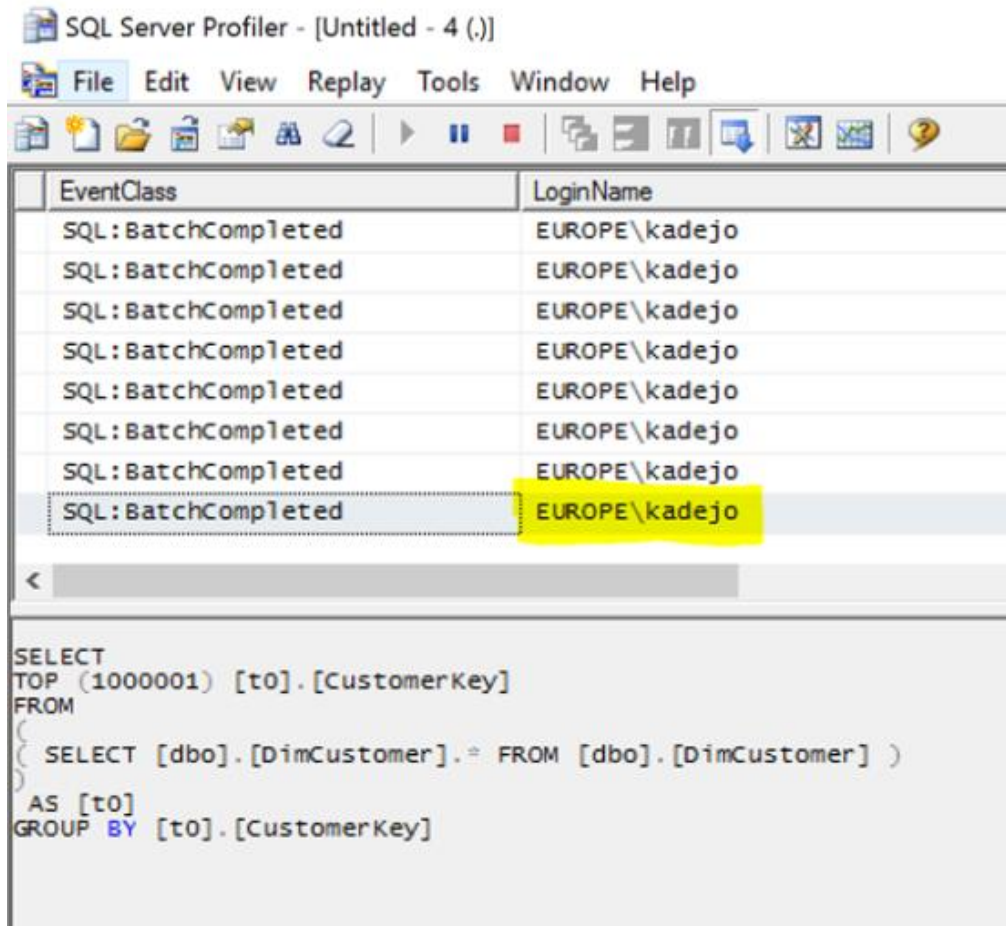 SQL Server Profiler - [Untitled - 4 (.)]
File Edit View Replay Tools Window Help
EventClass LoginName
SQL:BatchCompleted EUROPE\kadejo
SQL:BatchCompleted EUROPE\kadejo
SQL:BatchCompleted EUROPE\kadejo
SQL:BatchCompleted EUROPE\kadejo
SQL:BatchCompleted EUROPE\kadejo
SQL:BatchCompleted EUROPE\kadejo
SQL:BatchCompleted EUROPE\kadejo
SQL:BatchCompleted EUROPE\kadejo
SELECT
TOP (1000001) [t0].[CustomerKey]
FROM
(
( SELECT [dbo].[DimCustomer].* FROM [dbo].[DimCustomer] )
)
AS [t0]
GROUP BY [t0].[CustomerKey]